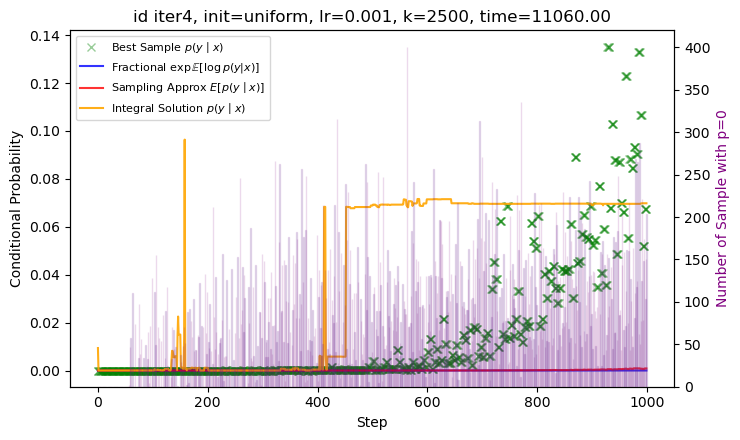 id iter4, init=uniform, lr=0.001, k=2500, time=11060.00
Best Sample p(y | x)
Fractional exp𝔼[log p(y|x)]
Sampling Approx E[p(y | x)]
Integral Solution p(y | x)
Conditional Probability
0.14
0.12
0.10
0.08
0.06
0.04
0.02
0.00
400
350
300
250
200
150
100
50
0
Number of Sample with p=0
0
200
400
600
800
1000
Step